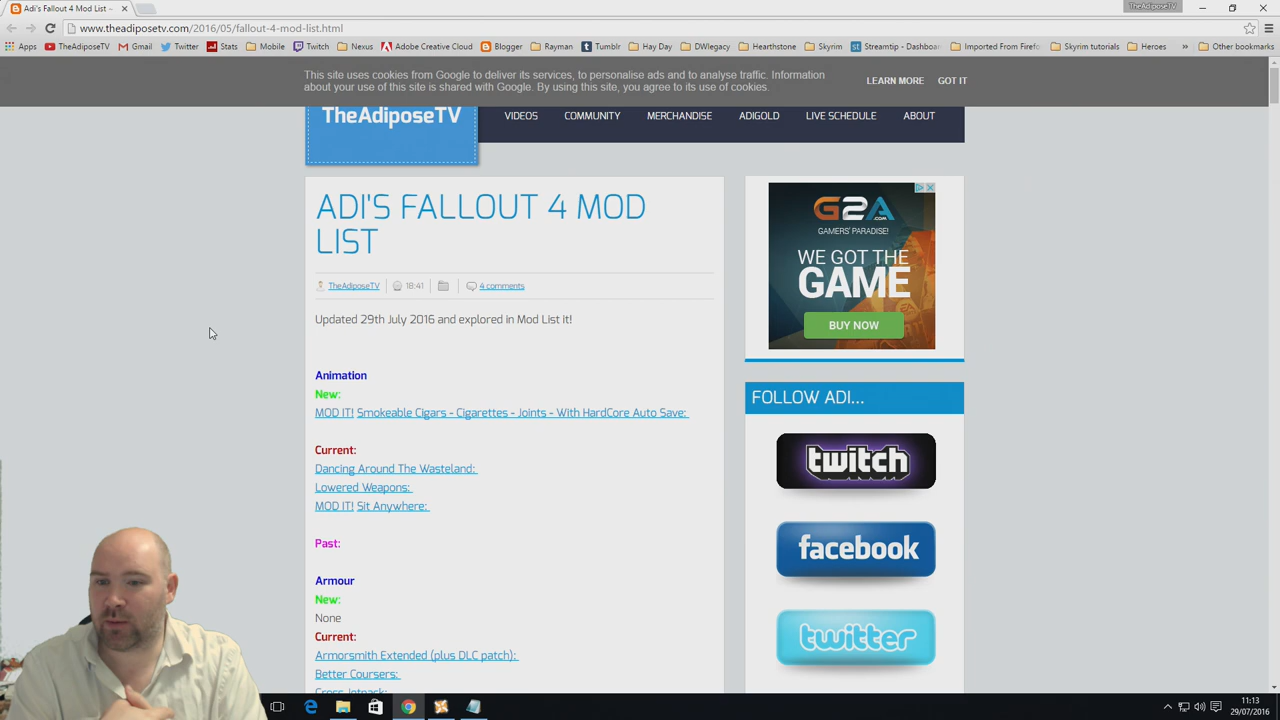 Adi's Fallout 4 Mod List –
TheAdiposeTV
www.theadiposetv.com/2016/05/fallout-4-mod-list.html
Apps TheAdiposeTV Gmail Twitter Stats Mobile Twitch Nexus Adobe Creative Cloud Blogger Rayman Tumblr Hay Day DWlegacy Hearthstone Skyrim Streamtip - Dashboa Imported From Firefo Skyrim tutorials Heroes » Other bookmarks
This site uses cookies from Google to deliver its services, to personalise ads and to analyse traffic. Information
about your use of this site is shared with Google. By using this site, you agree to its use of cookies.
LEARN MORE GOT IT
TheAdiposeTV
VIDEOS COMMUNITY MERCHANDISE ADIGOLD LIVE SCHEDULE ABOUT
ADI'S FALLOUT 4 MOD
LIST
TheAdiposeTV 18:41 4 comments
Updated 29th July 2016 and explored in Mod List it!
Animation
New:
MOD IT! Smokeable Cigars - Cigarettes - Joints - With HardCore Auto Save:
Current:
Dancing Around The Wasteland:
Lowered Weapons:
MOD IT! Sit Anywhere:
Past:
Armour
New:
None
Current:
Armorsmith Extended (plus DLC patch):
Better Coursers:
Cross Jetpack:
G2A.COM
GAMERS' PARADISE!
WE GOT THE
GAME
BUY NOW
FOLLOW ADI...
twitch
facebook
twitter
11:13
29/07/2016